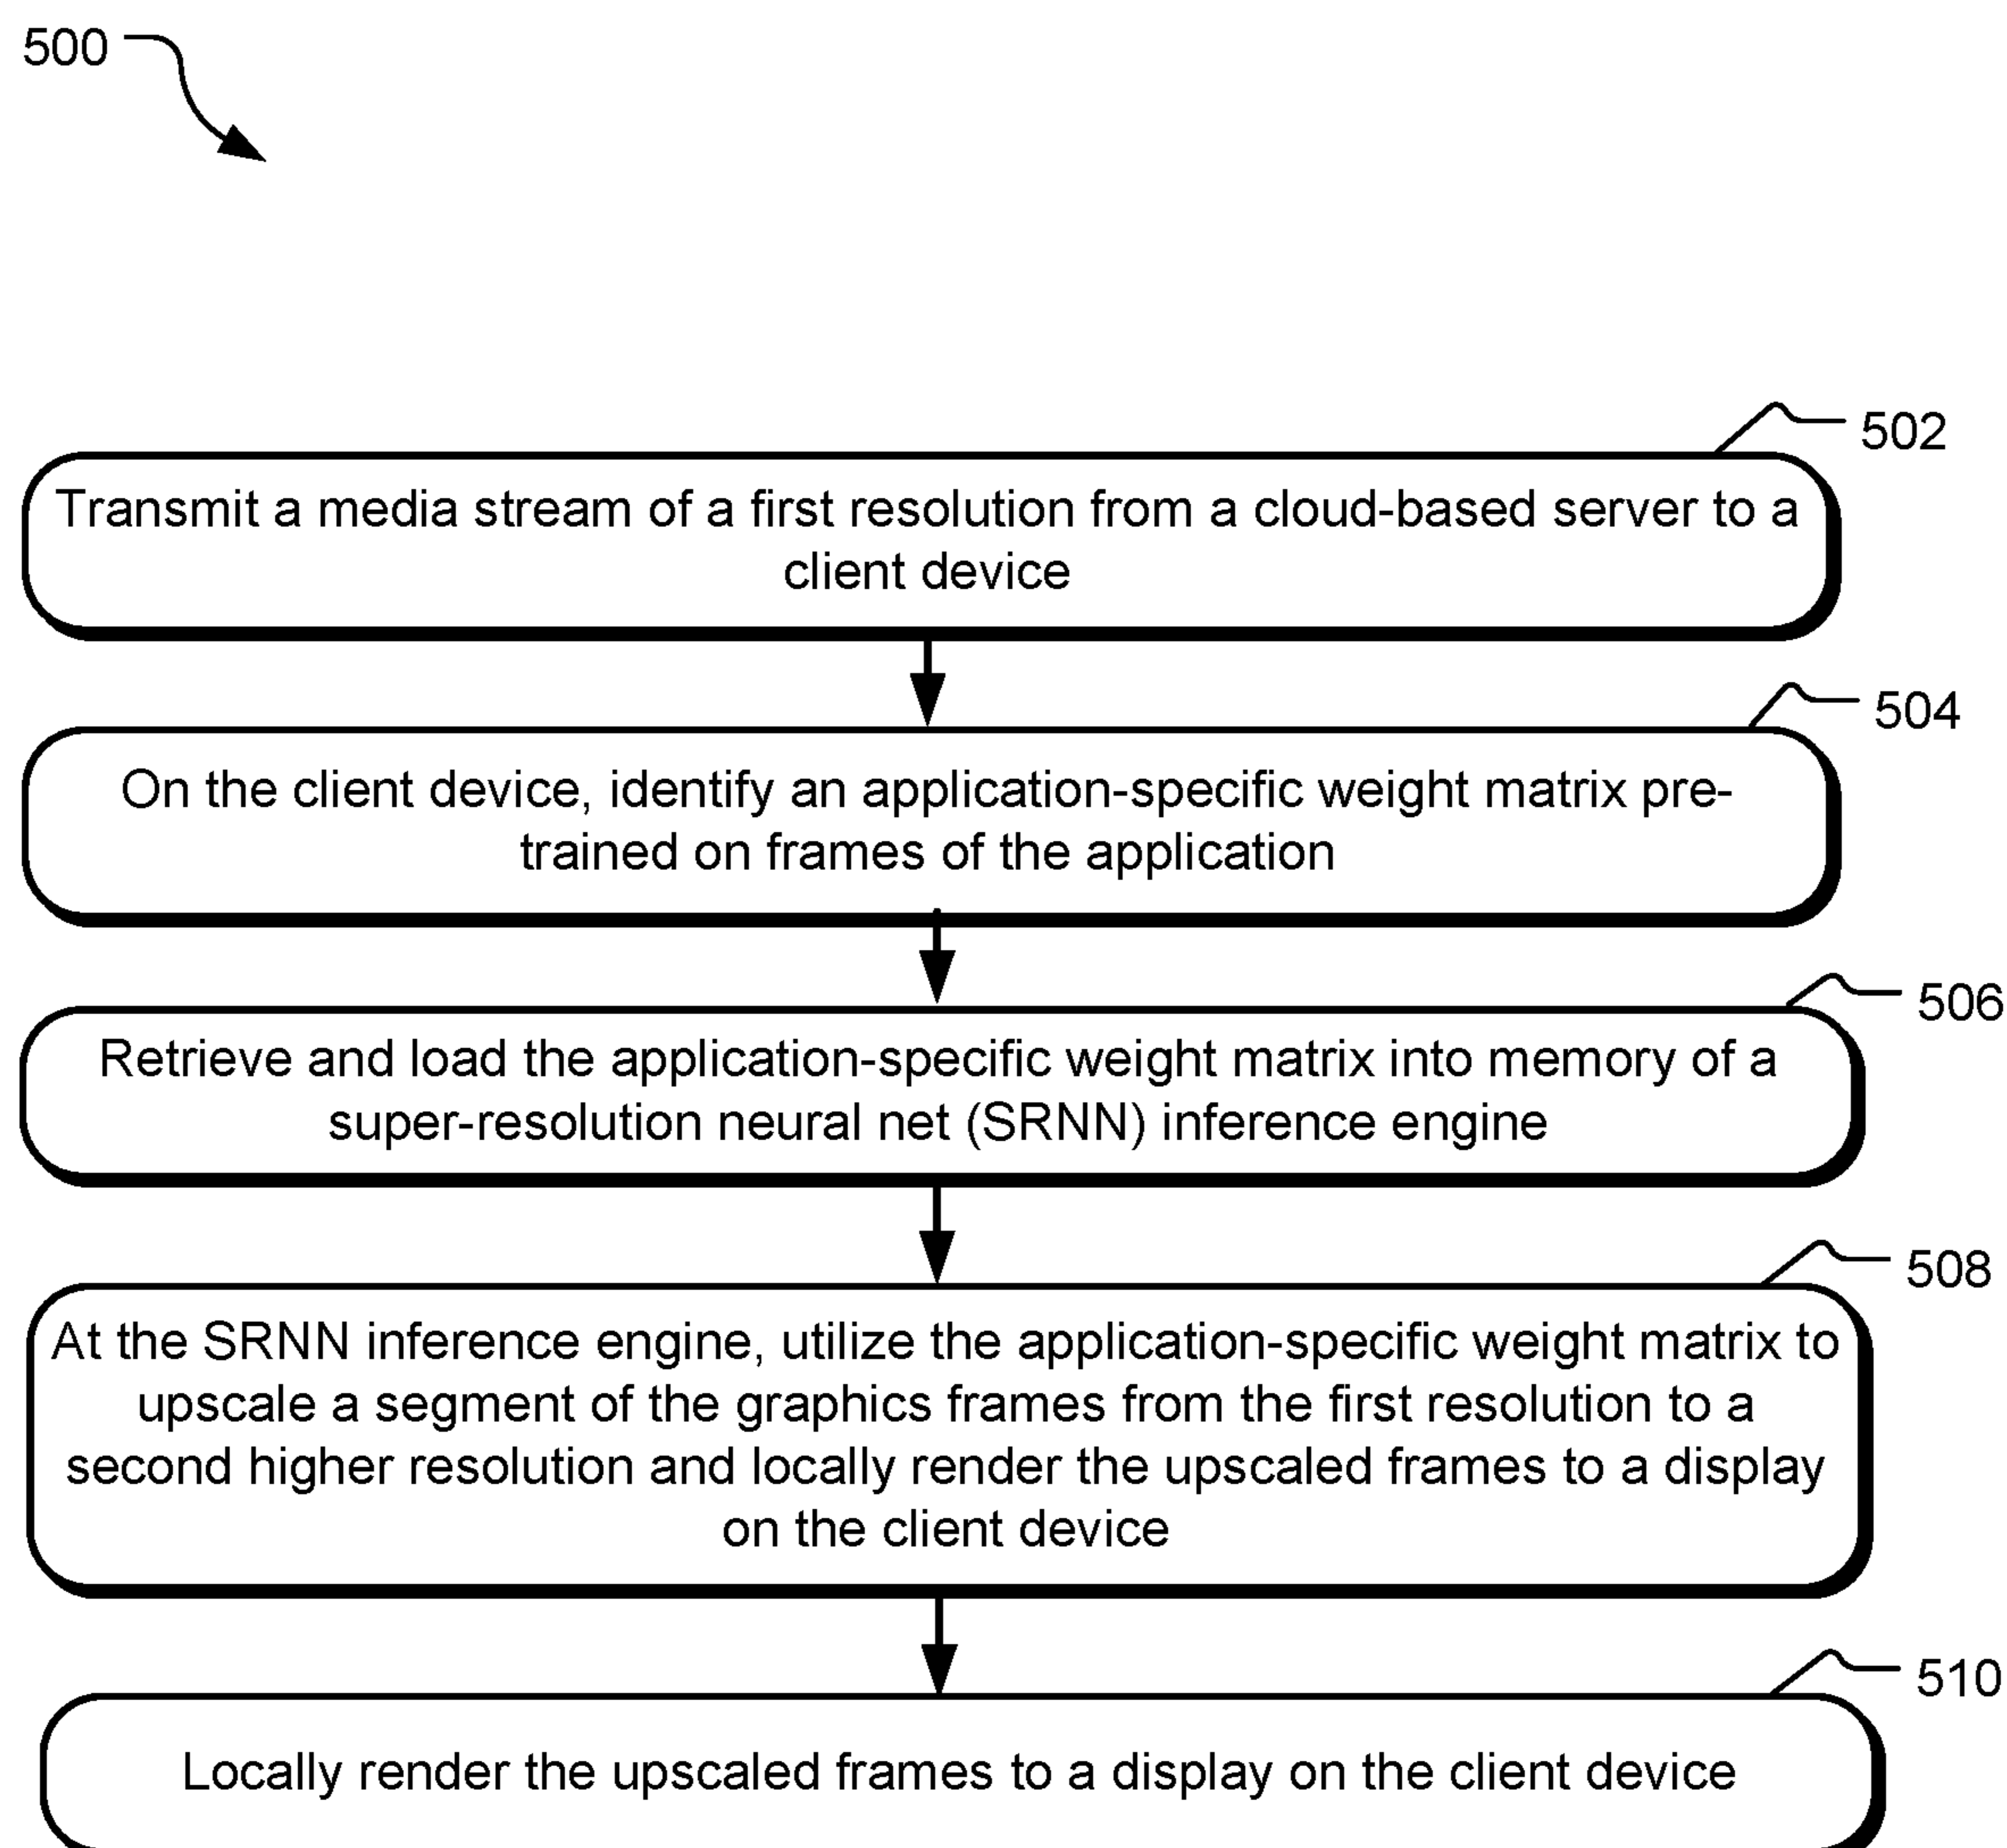 500
502
Transmit a media stream of a first resolution from a cloud-based server to a
client device
504
On the client device, identify an application-specific weight matrix pre-
trained on frames of the application
506
Retrieve and load the application-specific weight matrix into memory of a
super-resolution neural net (SRNN) inference engine
508
At the SRNN inference engine, utilize the application-specific weight matrix to
upscale a segment of the graphics frames from the first resolution to a
second higher resolution and locally render the upscaled frames to a display
on the client device
510
Locally render the upscaled frames to a display on the client device